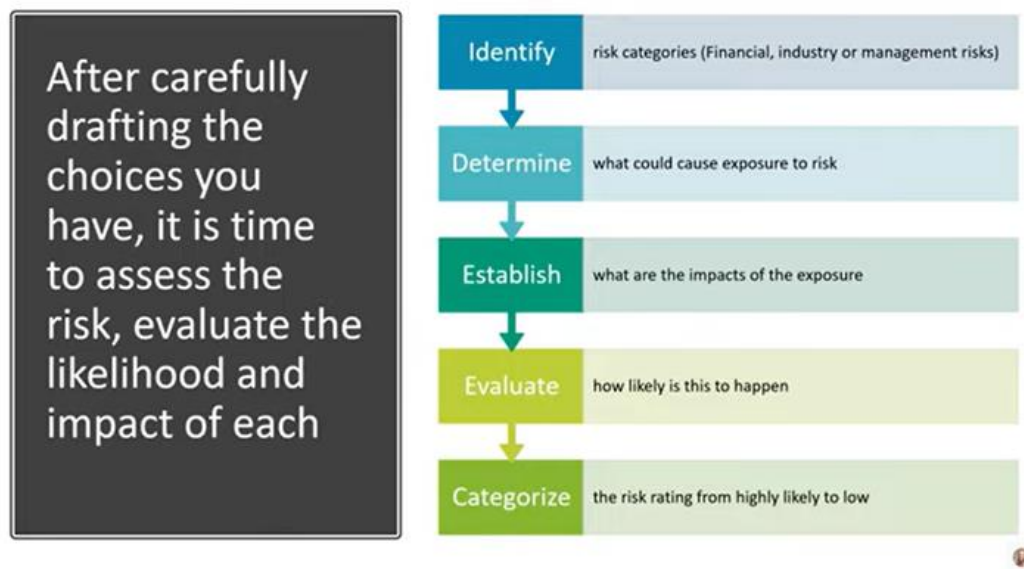 After carefully
drafting the
choices you
have, it is time
to assess the
risk, evaluate the
likelihood and
impact of each
Identify
risk categories (Financial, industry or management risks)
Determine
what could cause exposure to risk
Establish
what are the impacts of the exposure
Evaluate
how likely is this to happen
Categorize
the risk rating from highly likely to low